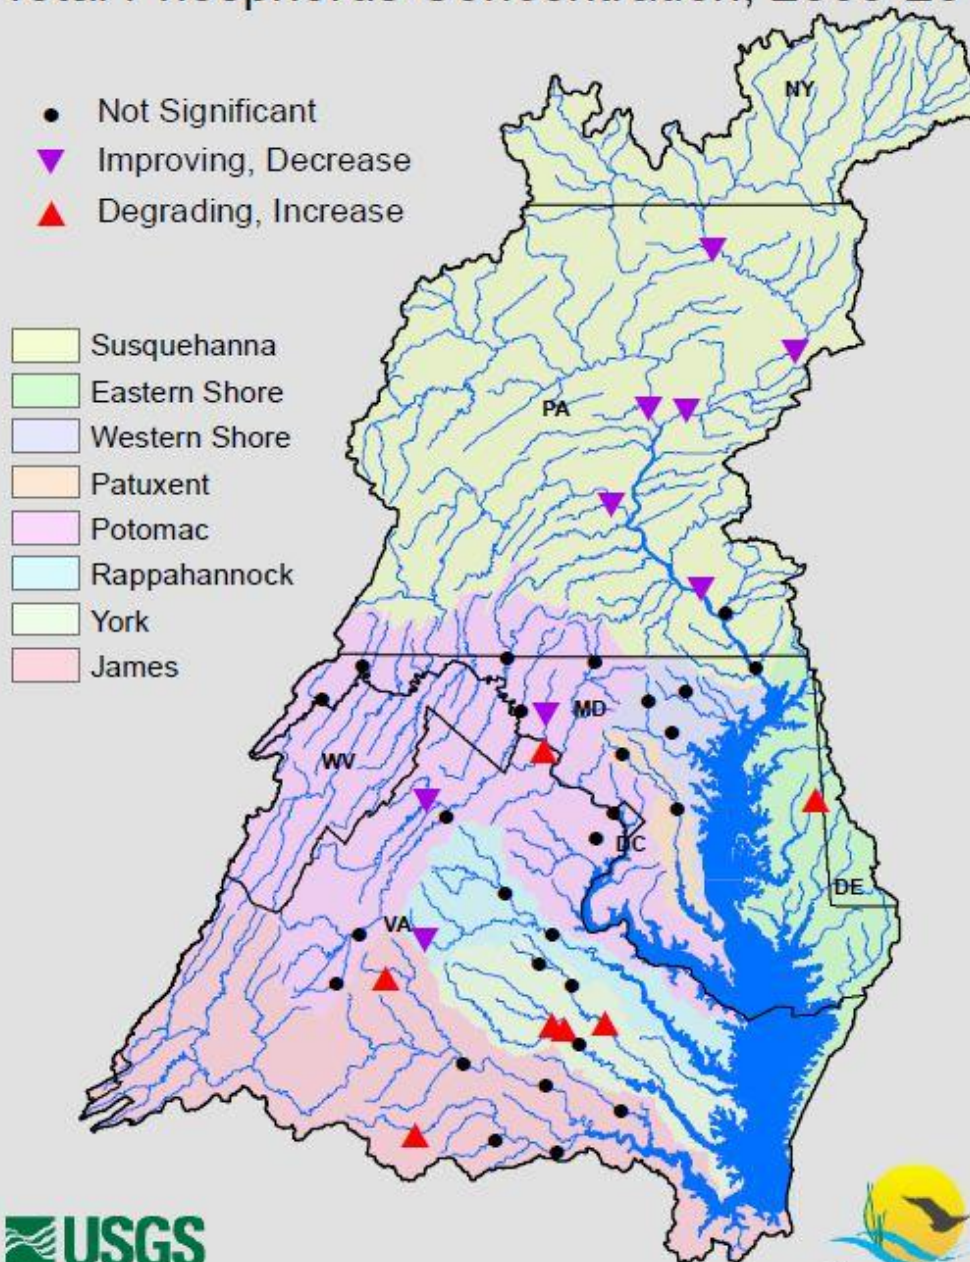 Not Significant
Improving, Decrease
Degrading, Increase
Susquehanna
Eastern Shore
Western Shore
Patuxent
Potomac
Rappahannock
York
James
NY
PA
MD
WV
DC
DE
VA
USGS